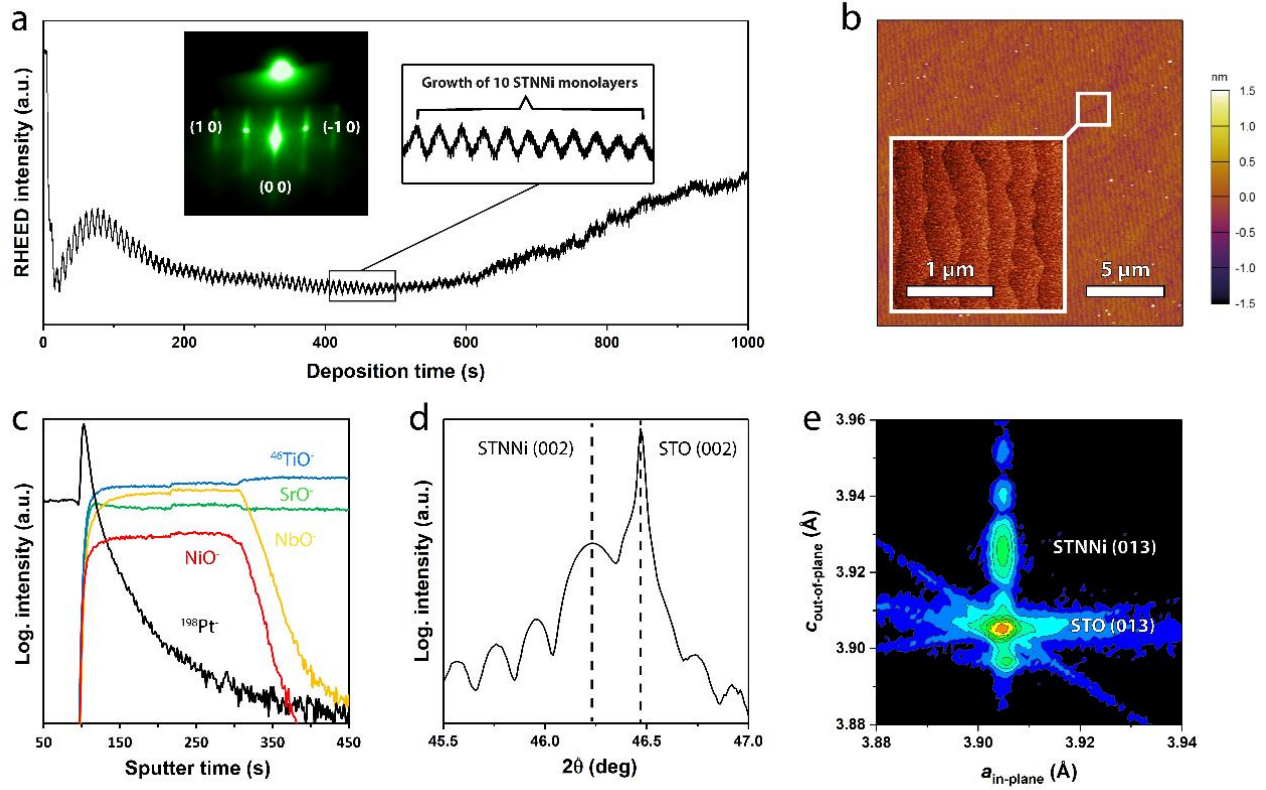 a
RHEED intensity (a.u.)
(1 0)
(-1 0)
(0 0)
Growth of 10 STNNi monolayers
0
200
400
600
800
1000
Deposition time (s)
b
1 µm
5 µm
nm
1.5
1.0
0.5
0.0
-0.5
-1.0
-1.5
c
Log. intensity (a.u.)
⁴⁶TiO⁻
SrO⁻
NbO⁻
NiO⁻
¹⁹⁸Pt⁻
50
150
250
350
450
Sputter time (s)
d
Log. intensity (a.u.)
STNNi (002)
STO (002)
45.5
46.0
46.5
47.0
2θ (deg)
e
c out-of-plane (Å)
3.96
3.94
3.92
3.90
3.88
STNNi (013)
STO (013)
3.88
3.90
3.92
3.94
a in-plane (Å)